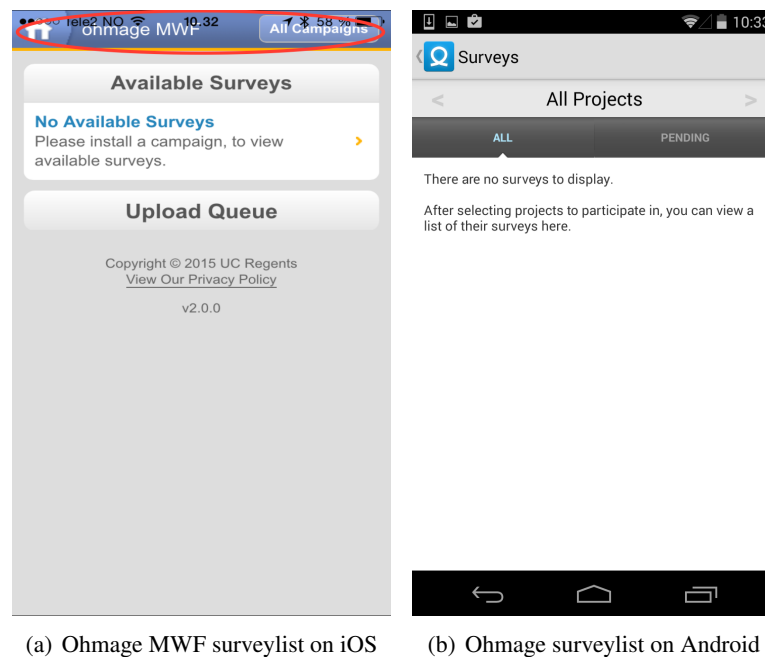 Tele2 NO 10.32 58 %
ohmage MWF All Campaigns
Available Surveys
No Available Surveys
Please install a campaign, to view
available surveys.
Upload Queue
Copyright © 2015 UC Regents
View Our Privacy Policy
v2.0.0
(a) Ohmage MWF surveylist on iOS
10:33
Surveys
< All Projects >
ALL PENDING
There are no surveys to display.
After selecting projects to participate in, you can view a
list of their surveys here.
(b) Ohmage surveylist on Android